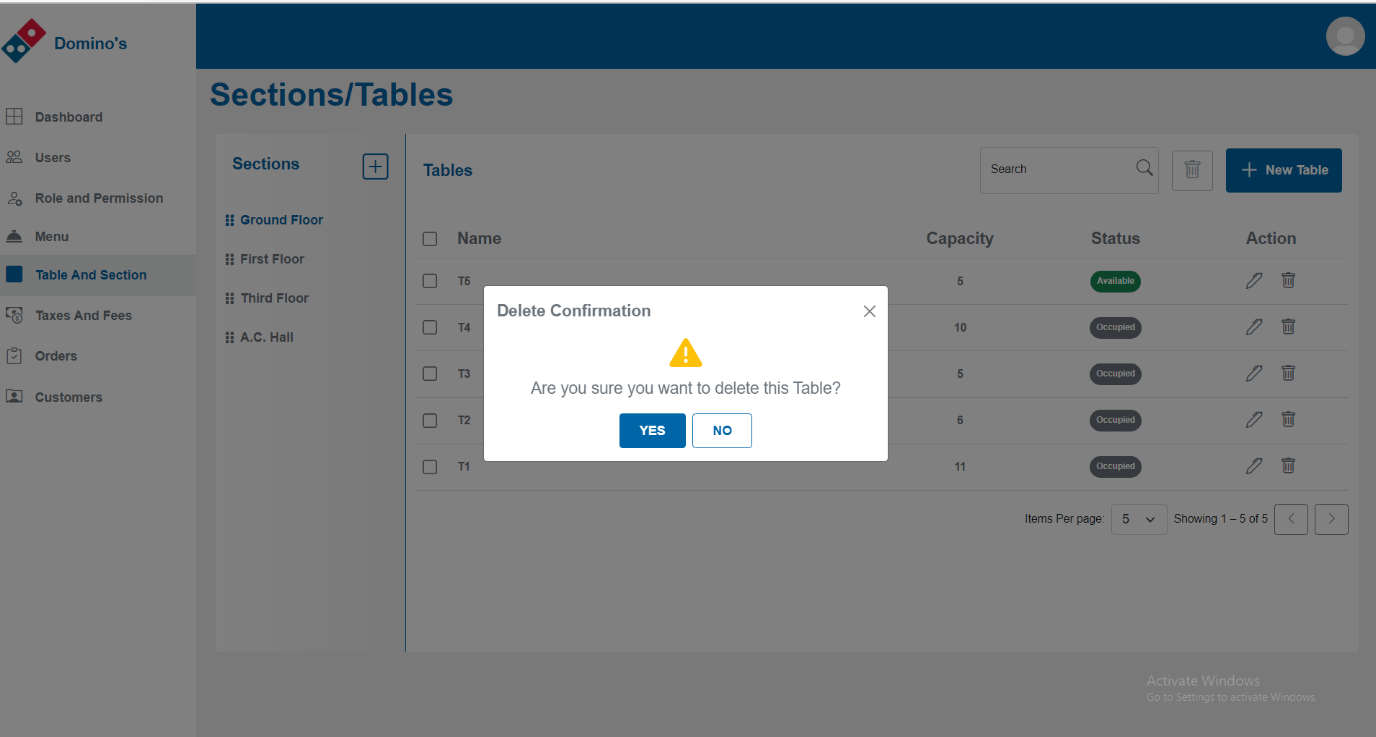 Domino's
Dashboard
Users
Role and Permission
Menu
Table And Section
Taxes And Fees
Orders
Customers
Sections/Tables
Sections
Ground Floor
First Floor
Third Floor
A.C. Hall
Tables
Search
New Table
Name Capacity Status Action
T5 5 Available
T4 10 Occupied
T3 5 Occupied
T2 6 Occupied
T1 11 Occupied
Items Per page: 5 Showing 1 – 5 of 5
Delete Confirmation
Are you sure you want to delete this Table?
YES NO
Activate Windows
Go to Settings to activate Windows.